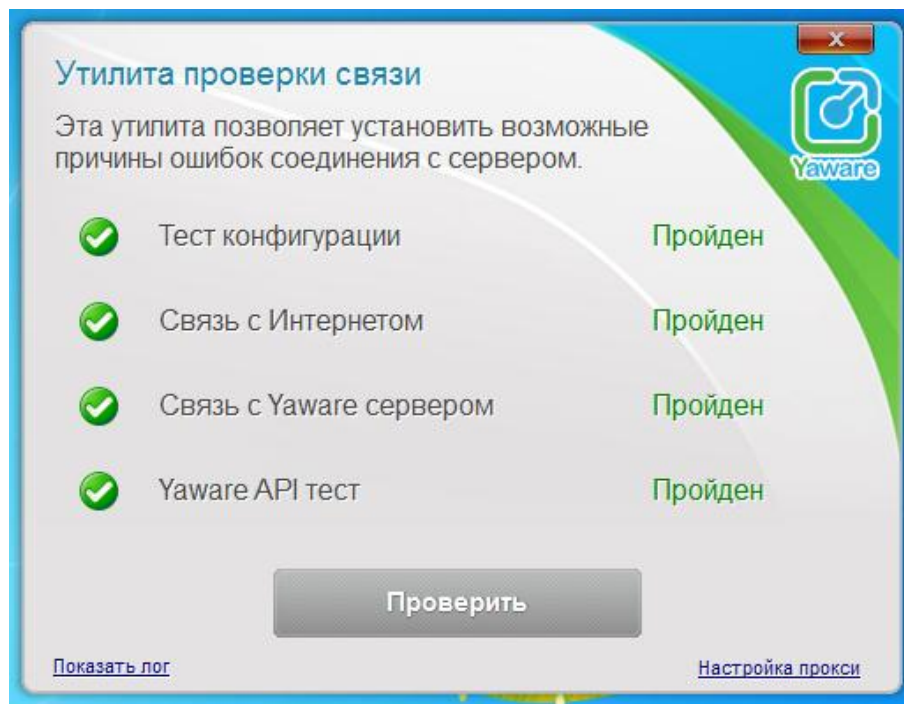 X
Утилита проверки связи
Эта утилита позволяет установить возможные
причины ошибок соединения с сервером.
Yaware
Тест конфигурации Пройден
Связь с Интернетом Пройден
Связь с Yaware сервером Пройден
Yaware API тест Пройден
Проверить
Показать лог Настройка прокси